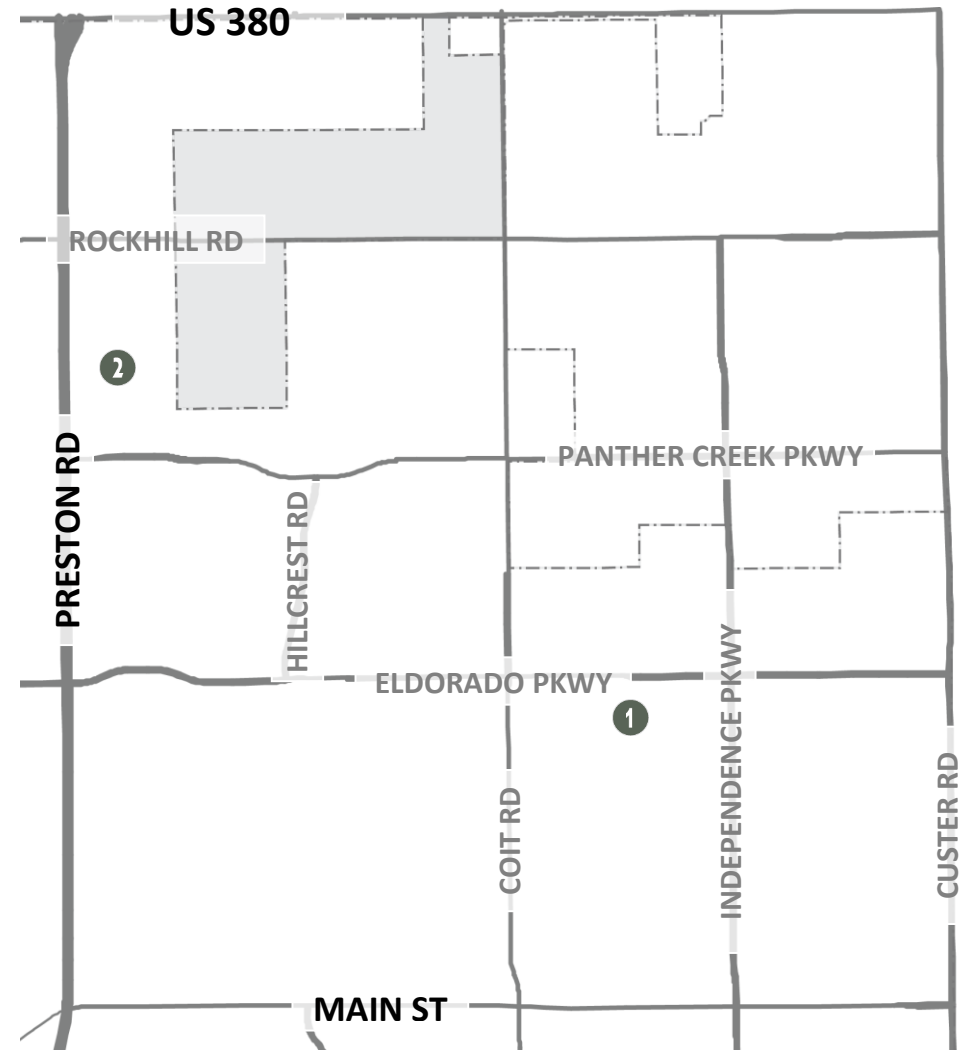 US 380
ROCKHILL RD
2
PANTHER CREEK PKWY
PRESTON RD
HILLCREST RD
ELDORADO PKWY
1
INDEPENDENCE PKWY
COIT RD
CUSTER RD
MAIN ST